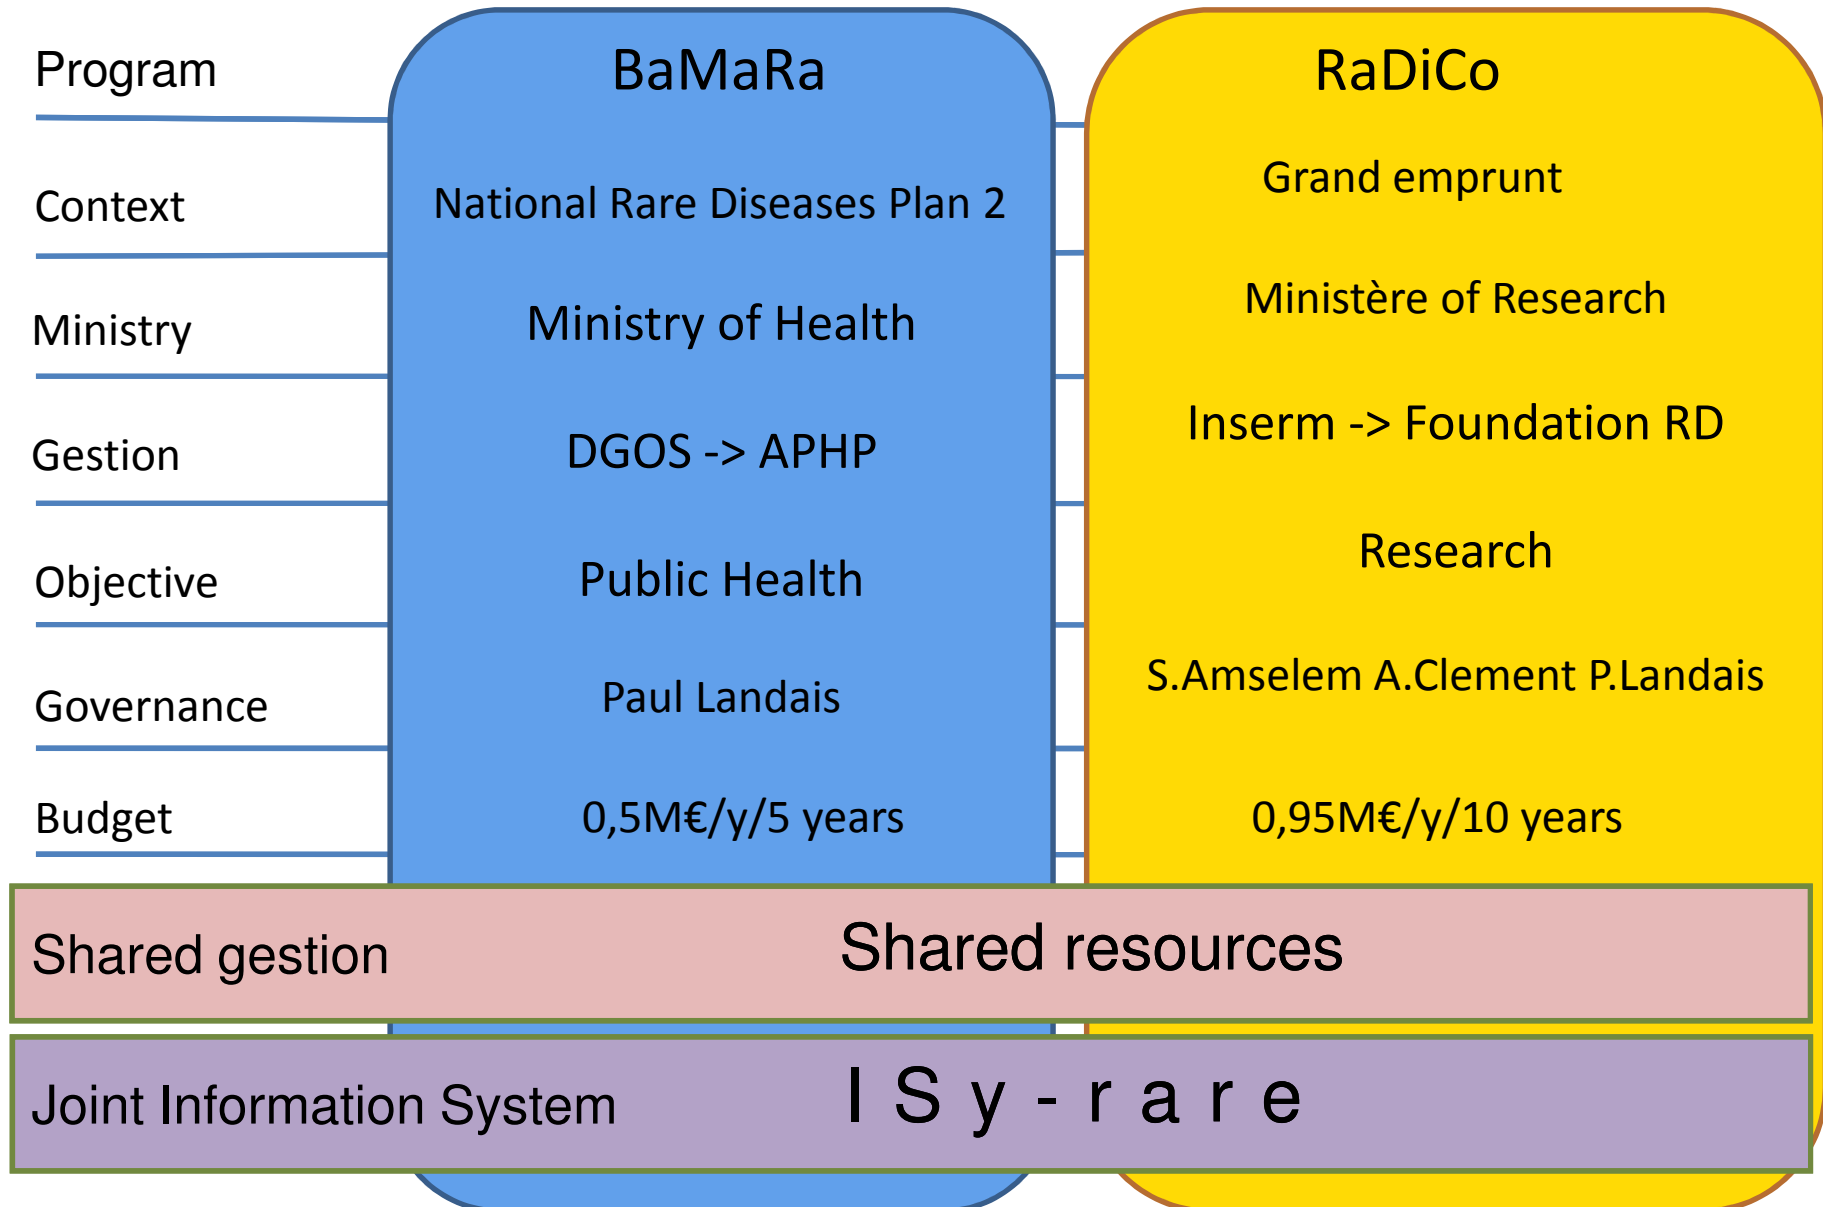 Program BaMaRa RaDiCo
Context National Rare Diseases Plan 2 Grand emprunt
Ministry Ministry of Health Ministère of Research
Gestion DGOS -> APHP Inserm -> Foundation RD
Objective Public Health Research
Governance Paul Landais S.Amselem A.Clement P.Landais
Budget 0,5M€/y/5 years 0,95M€/y/10 years
Shared gestion Shared resources
Joint Information System I S y - r a r e